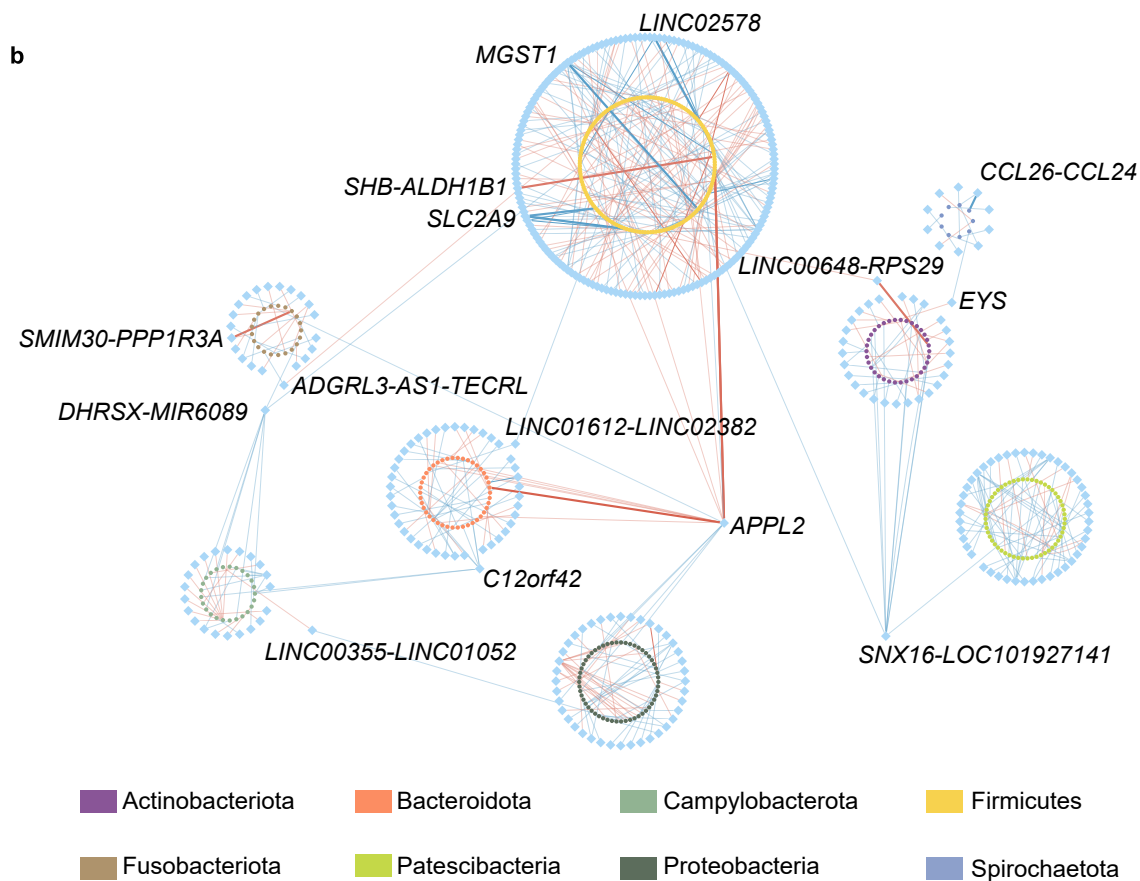 b
LINC02578
MGST1
CCL26-CCL24
SHB-ALDH1B1
SLC2A9
LINC00648-RPS29
EYS
SMIM30-PPP1R3A
ADGRL3-AS1-TECRL
DHRSX-MIR6089
LINC01612-LINC02382
APPL2
C12orf42
LINC00355-LINC01052
SNX16-LOC101927141
Actinobacteriota Bacteroidota Campylobacterota Firmicutes
Fusobacteriota Patescibacteria Proteobacteria Spirochaetota